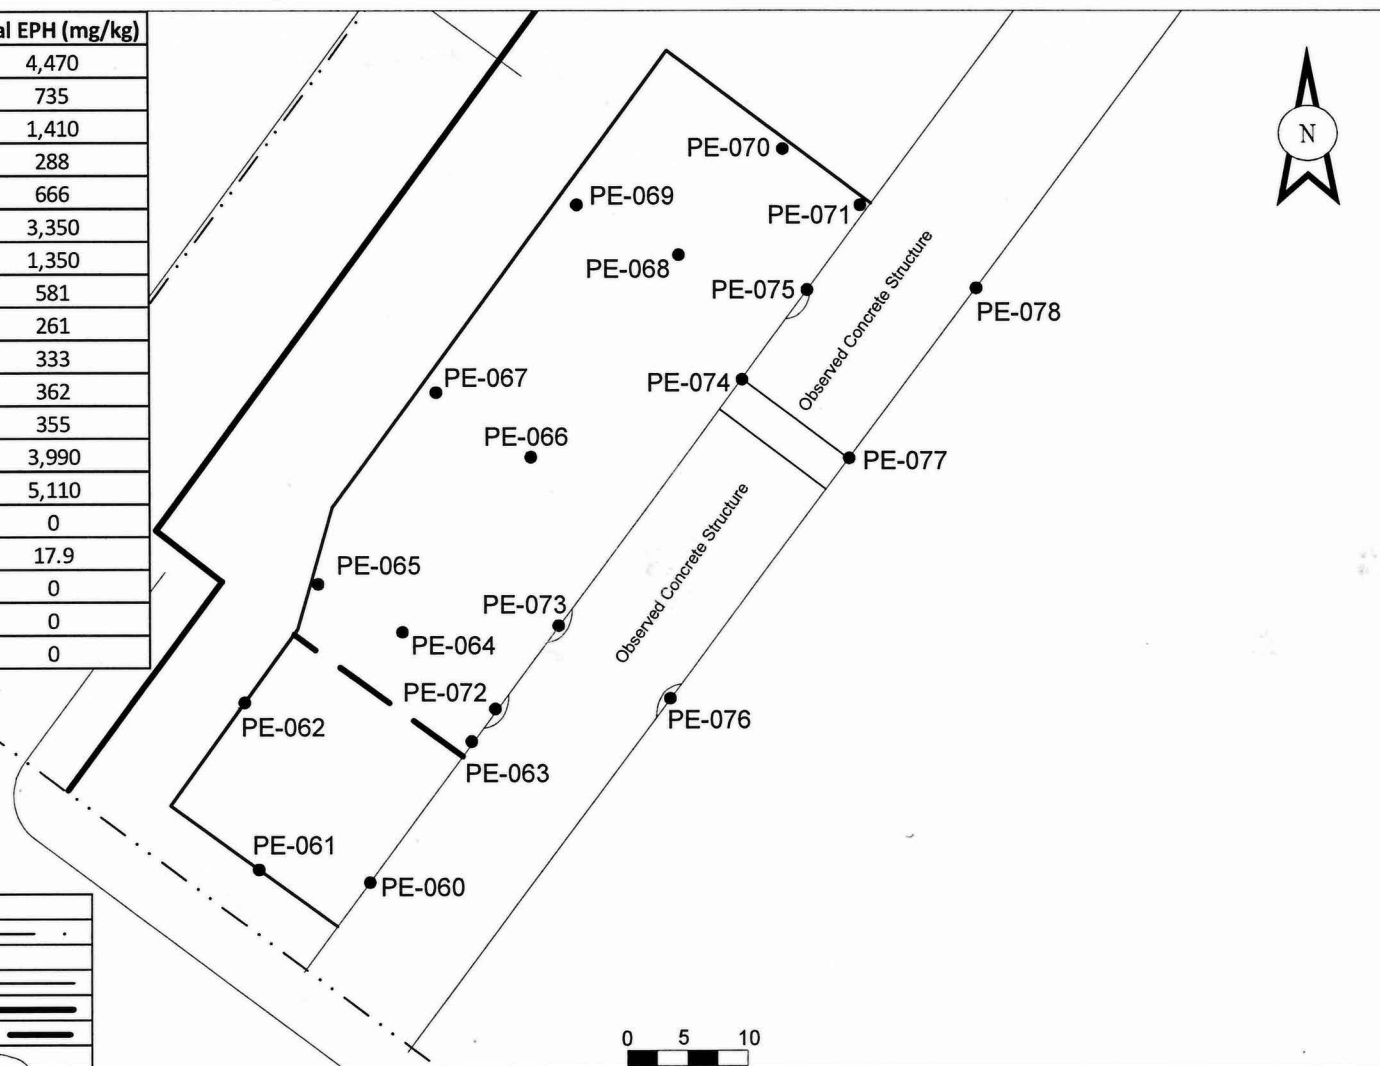 al EPH (mg/kg)
4,470
735
1,410
288
666
3,350
1,350
581
261
333
362
355
3,990
5,110
0
17.9
0
0
0
N
PE-070
PE-069
PE-071
PE-068
PE-075
PE-078
PE-074
PE-067
PE-066
PE-077
Observed Concrete Structure
Observed Concrete Structure
PE-065
PE-073
PE-064
PE-072
PE-062
PE-076
PE-063
PE-061
PE-060
0 5 10